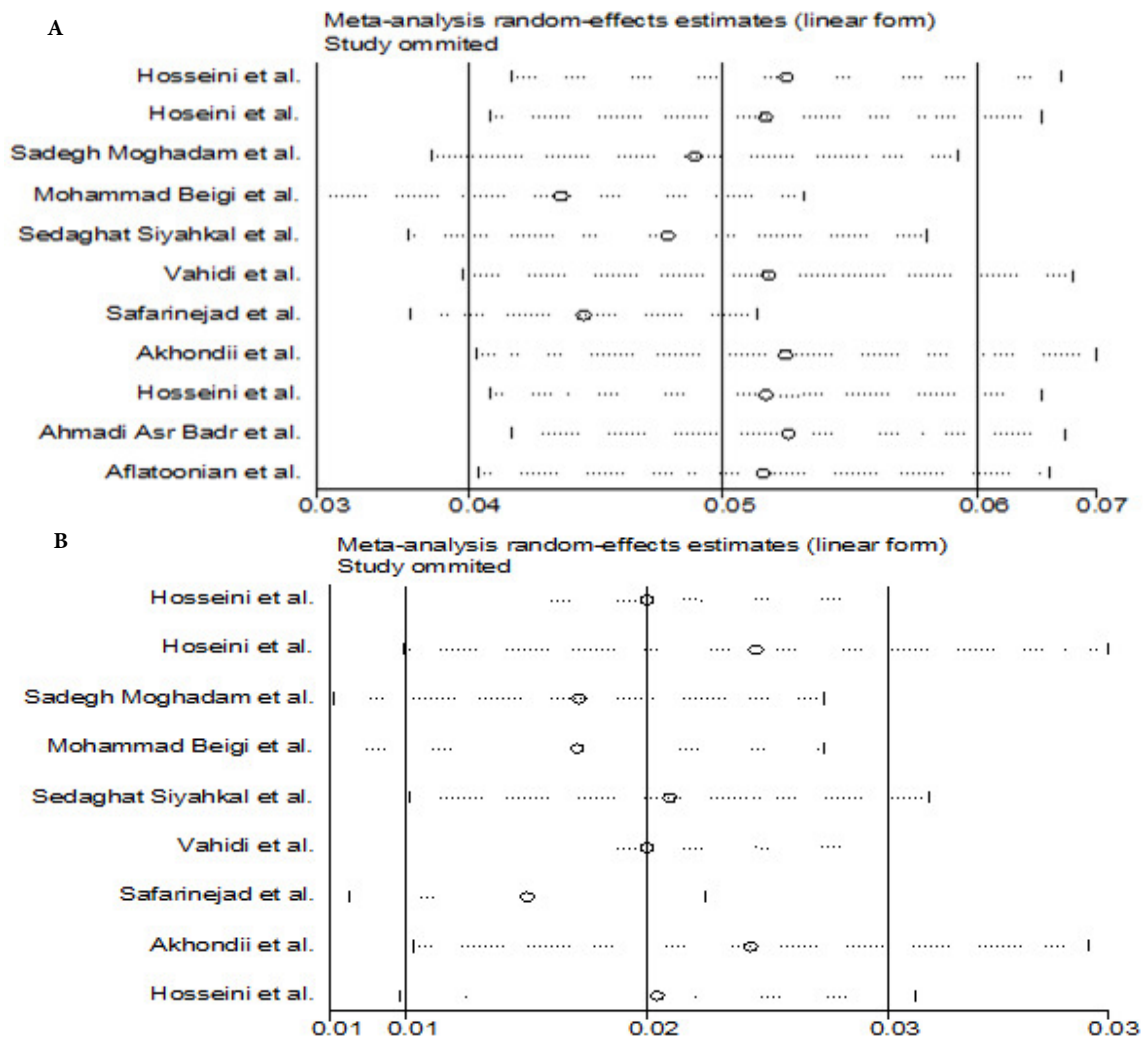 A
Meta-analysis random-effects estimates (linear form)
Study ommited
Hosseini et al.
Hoseini et al.
Sadegh Moghadam et al.
Mohammad Beigi et al.
Sedaghat Siyahkal et al.
Vahidi et al.
Safarinejad et al.
Akhondii et al.
Hosseini et al.
Ahmadi Asr Badr et al.
Aflatoonian et al.
0.03 0.04 0.05 0.06 0.07
B
Meta-analysis random-effects estimates (linear form)
Study ommited
Hosseini et al.
Hoseini et al.
Sadegh Moghadam et al.
Mohammad Beigi et al.
Sedaghat Siyahkal et al.
Vahidi et al.
Safarinejad et al.
Akhondii et al.
Hosseini et al.
0.01 0.01 0.02 0.03 0.03